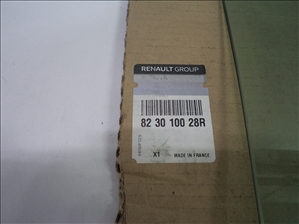 RENAULT GROUP
82 30 100 28R
X1 MADE IN FRANCE